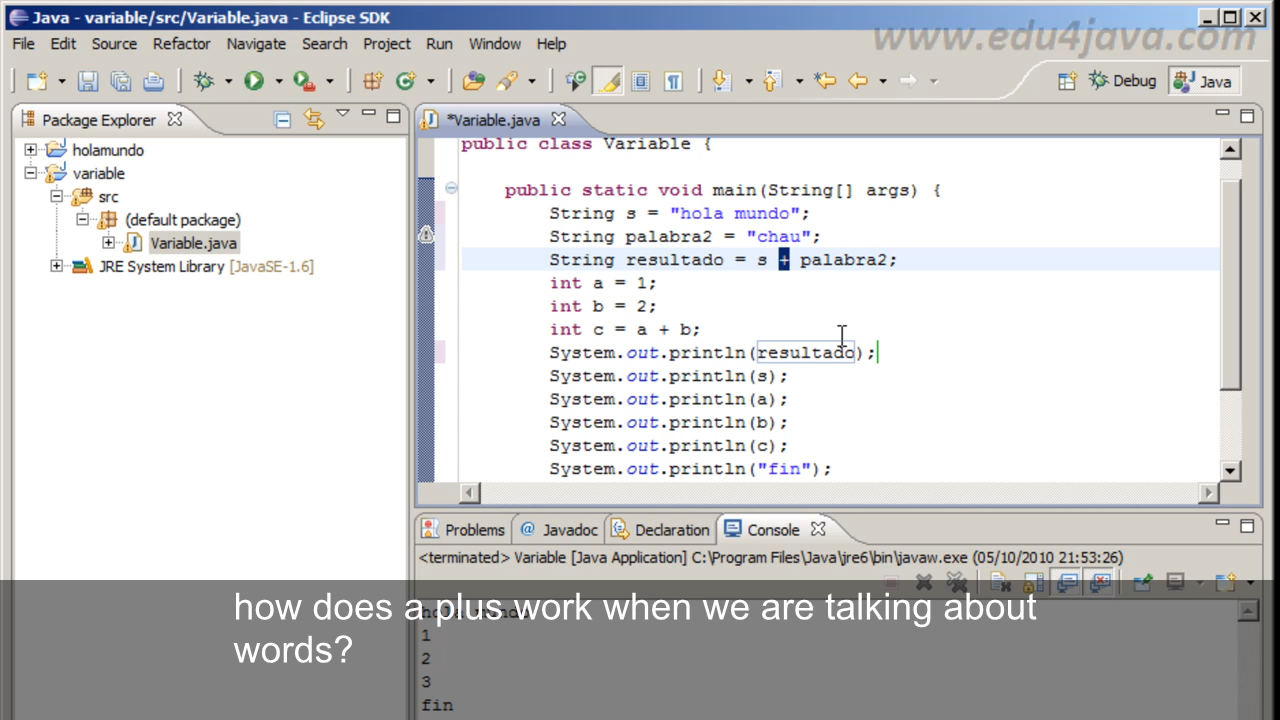 Java - variable/src/Variable.java - Eclipse SDK
File Edit Source Refactor Navigate Search Project Run Window Help
www.edu4java.com
Debug Java
Package Explorer
holamundo
variable
src
(default package)
Variable.java
JRE System Library [JavaSE-1.6]
*Variable.java
public class Variable {
public static void main(String[] args) {
String s = "hola mundo";
String palabra2 = "chau";
String resultado = s + palabra2;
int a = 1;
int b = 2;
int c = a + b;
System.out.println(resultado);
System.out.println(s);
System.out.println(a);
System.out.println(b);
System.out.println(c);
System.out.println("fin");
Problems @ Javadoc Declaration Console
<terminated> Variable [Java Application] C:\Program Files\Java\jre6\bin\javaw.exe (05/10/2010 21:53:26)
hola mundo
1
2
3
fin
how does a plus work when we are talking about
words?